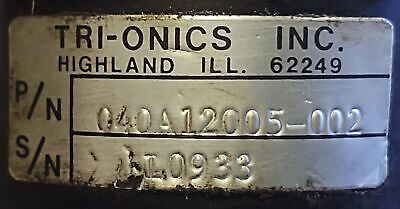 TRI-ONICS INC.
HIGHLAND ILL. 62249
P/N 040A12005-002
S/N